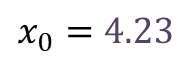 x₀ = 4.23